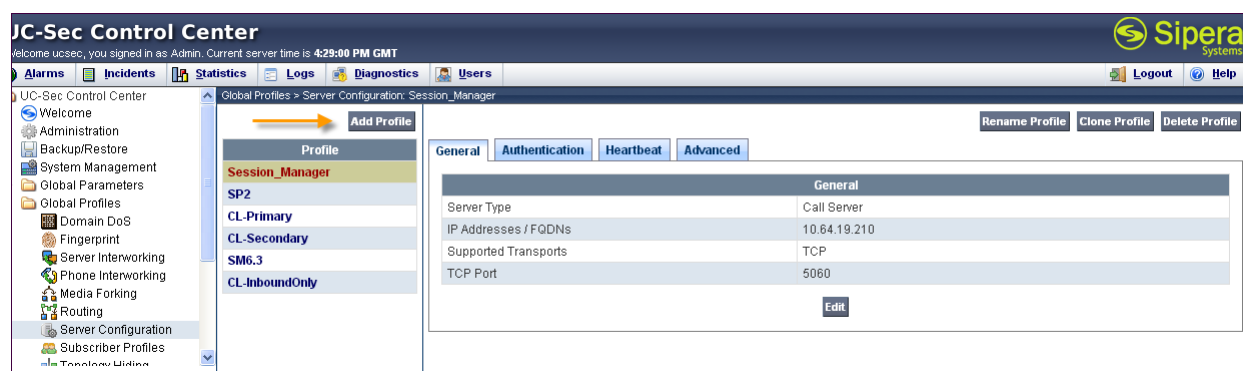 UC-Sec Control Center
Welcome ucsec, you signed in as Admin. Current server time is 4:29:00 PM GMT
Sipera
Systems
Alarms Incidents Statistics Logs Diagnostics Users Logout Help
UC-Sec Control Center
Welcome
Administration
Backup/Restore
System Management
Global Parameters
Global Profiles
Domain DoS
Fingerprint
Server Interworking
Phone Interworking
Media Forking
Routing
Server Configuration
Subscriber Profiles
Topology Hiding
Global Profiles > Server Configuration: Session_Manager
Add Profile
Rename Profile Clone Profile Delete Profile
Profile
Session_Manager
SP2
CL-Primary
CL-Secondary
SM6.3
CL-InboundOnly
General Authentication Heartbeat Advanced
General
Server Type Call Server
IP Addresses / FQDNs 10.64.19.210
Supported Transports TCP
TCP Port 5060
Edit